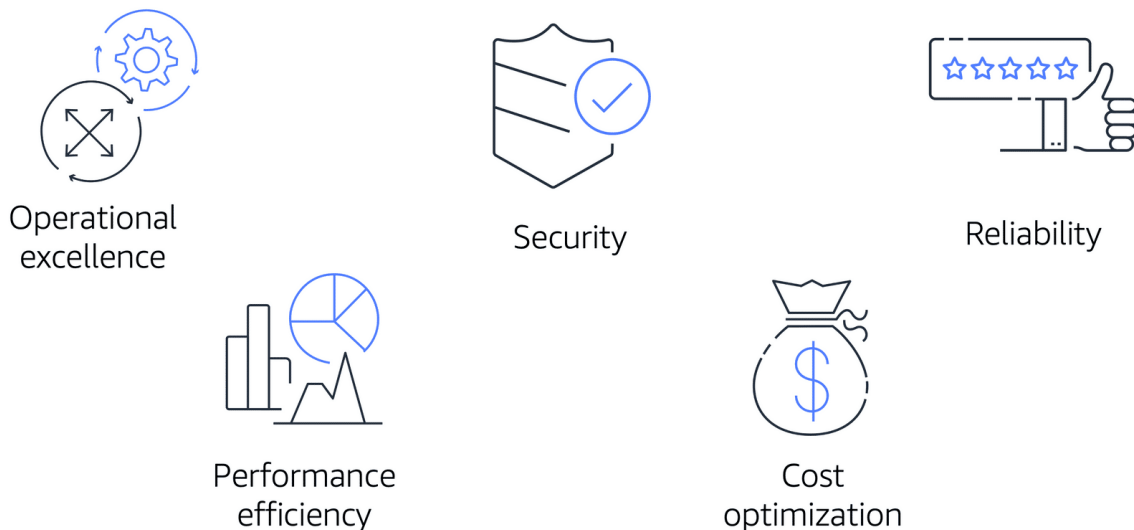 Operational
excellence
Security
Reliability
Performance
efficiency
Cost
optimization